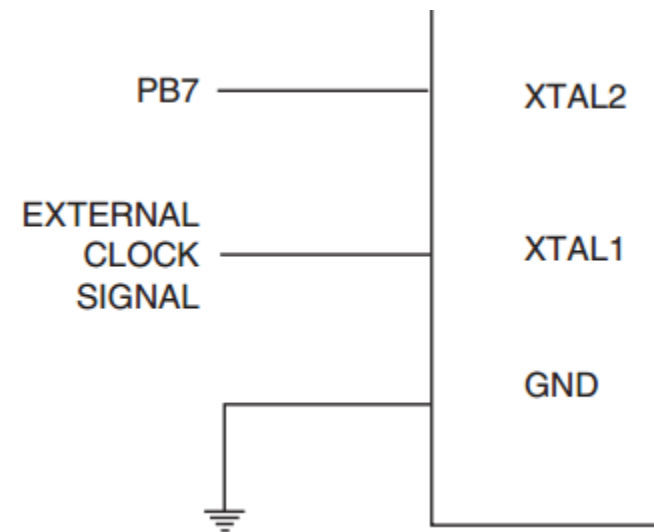 PB7
XTAL2
EXTERNAL
CLOCK
SIGNAL
XTAL1
GND